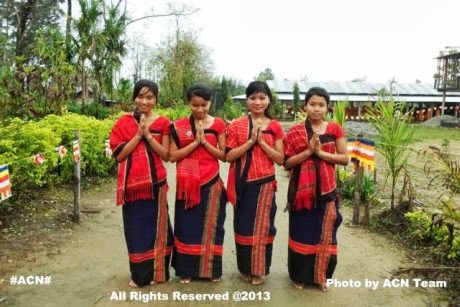 #ACN#
Photo by ACN Team
All Rights Reserved @2013